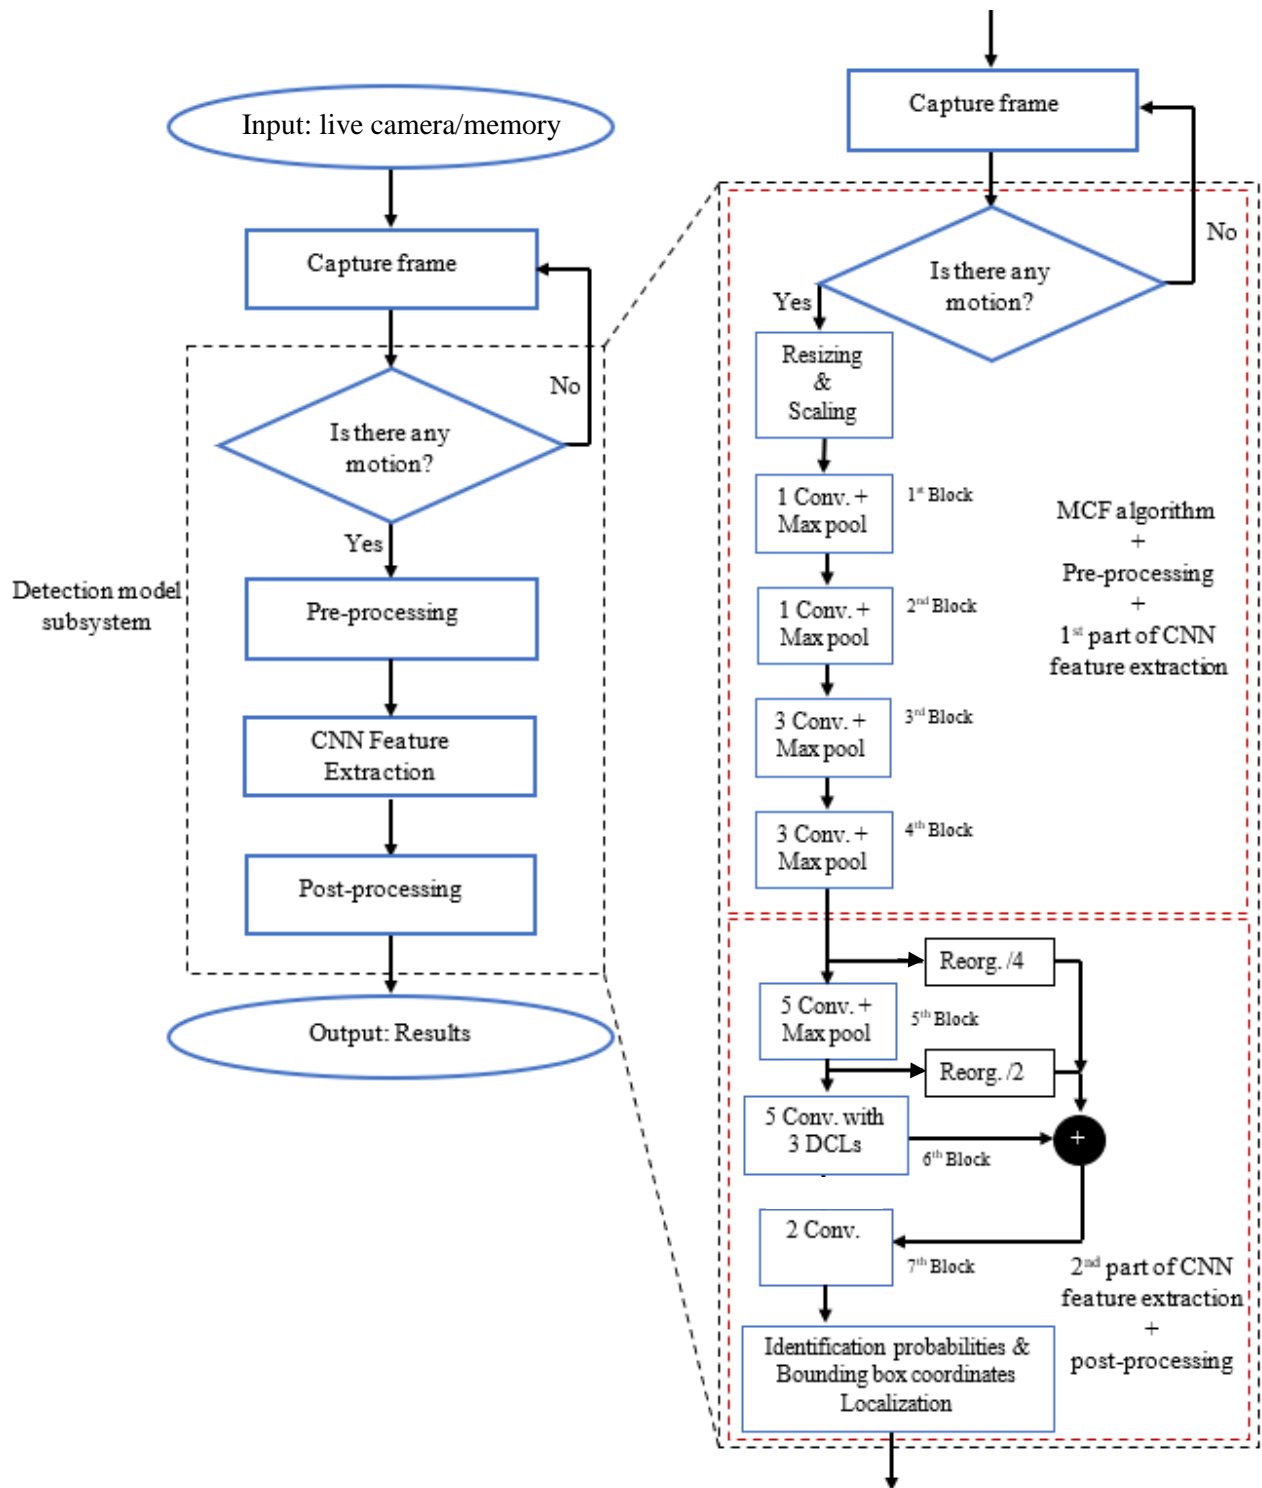 Input: live camera/memory
Capture frame
Is there any
motion?
No
Yes
Detection model
subsystem
Pre-processing
CNN Feature
Extraction
Post-processing
Output: Results
Capture frame
Is there any
motion?
No
Yes
Resizing
&
Scaling
1 Conv. +
Max pool
1st Block
1 Conv. +
Max pool
2nd Block
3 Conv. +
Max pool
3rd Block
3 Conv. +
Max pool
4th Block
MCF algorithm
+
Pre-processing
+
1st part of CNN
feature extraction
Reorg. /4
5 Conv. +
Max pool
5th Block
Reorg. /2
5 Conv. with
3 DCLs
6th Block
+
2 Conv.
7th Block
2nd part of CNN
feature extraction
+
post-processing
Identification probabilities &
Bounding box coordinates
Localization